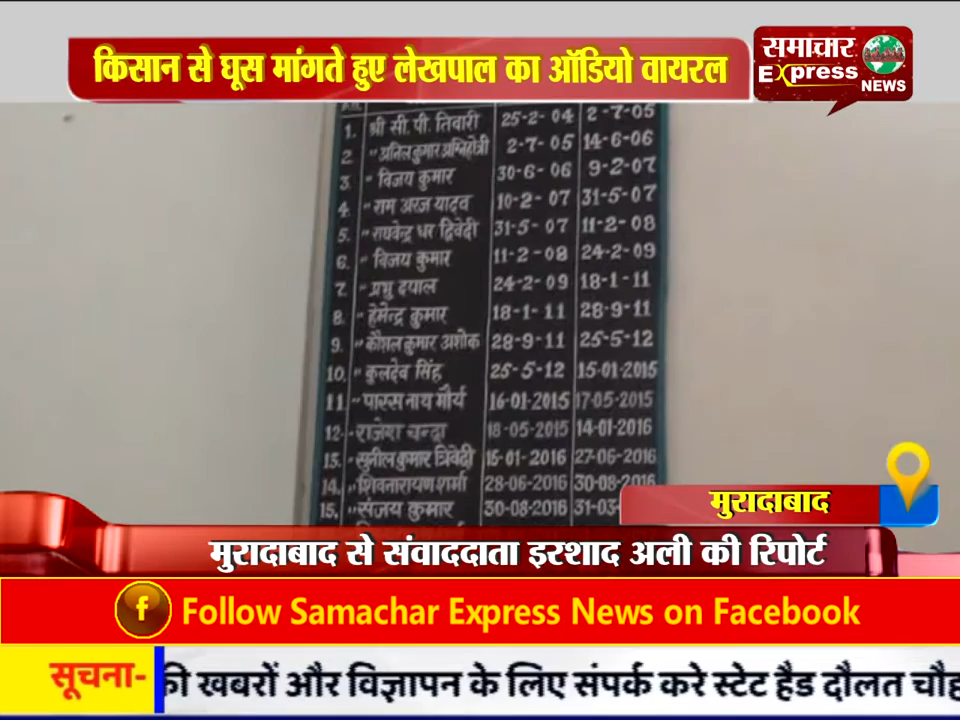 किसान से घूस मांगते हुए लेखपाल का ऑडियो वायरल
समाचार
Express
NEWS
1. श्री सी. पी. तिवारी 25-2-04 2-7-05
2 " अनिल कुमार अग्निहोत्री 2-7-05 14-6-06
3 " विजय कुमार 30-6-06 9-2-07
4. " राम अरज यादव 10-2-07 31-5-07
5. " राघवेन्द्र धर द्विवेदी 31-5-07 11-2-08
6. " विजय कुमार 11-2-08 24-2-09
7. " प्रभु दयाल 24-2-09 18-1-11
8. " हेमेन्द्र कुमार 18-1-11 28-9-11
9. " कौशल कुमार अशोक 28-9-11 25-5-12
10. " कुलदेव सिंह 25-5-12 15-01-2015
11. " पारस नाथ मौर्य 16-01-2015 17-05-2015
12- राजेश चन्द्रा 18-05-2015 14-01-2016
15. " सुनील कुमार त्रिवेदी 15-01-2016 27-06-2016
14. " शिवनारायण शर्मा 28-06-2016 30-08-2016
15. " संजय कुमार 30-08-2016 31-03-
मुरादाबाद
मुरादाबाद से संवाददाता इरशाद अली की रिपोर्ट
f Follow Samachar Express News on Facebook
सूचना- की खबरों और विज्ञापन के लिए संपर्क करे स्टेट हैड दौलत चौह